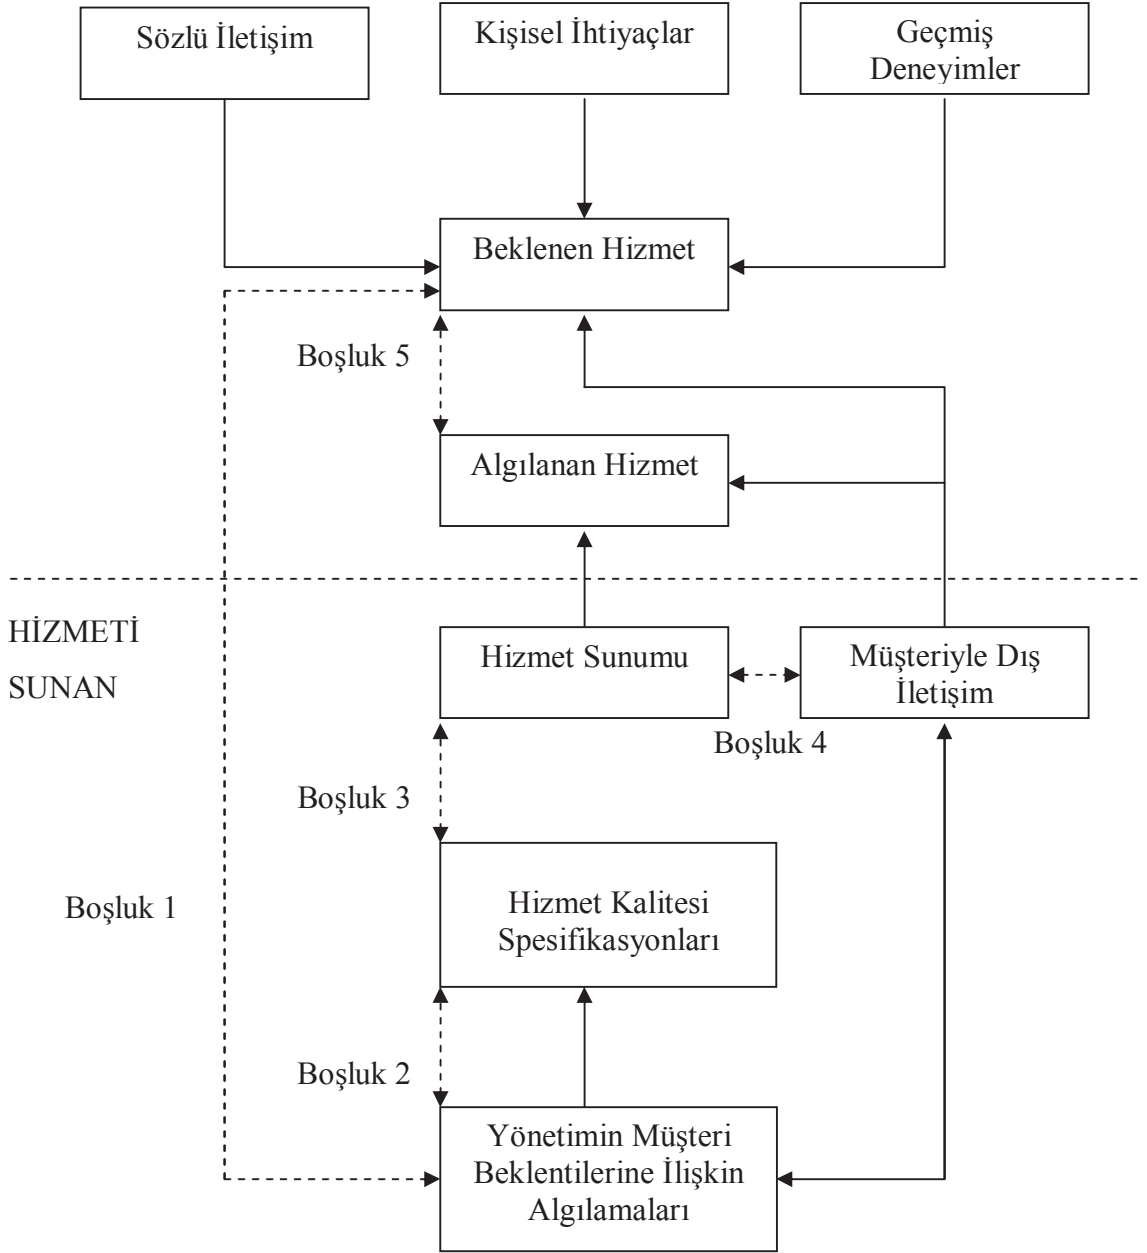 Sözlü İletişim
Kişisel İhtiyaçlar
Geçmiş
Deneyimler
Beklenen Hizmet
Boşluk 5
Algılanan Hizmet
HİZMETİ
SUNAN
Hizmet Sunumu
Müşteriyle Dış
İletişim
Boşluk 4
Boşluk 3
Boşluk 1
Hizmet Kalitesi
Spesifikasyonları
Boşluk 2
Yönetimin Müşteri
Beklentilerine İlişkin
Algılamaları